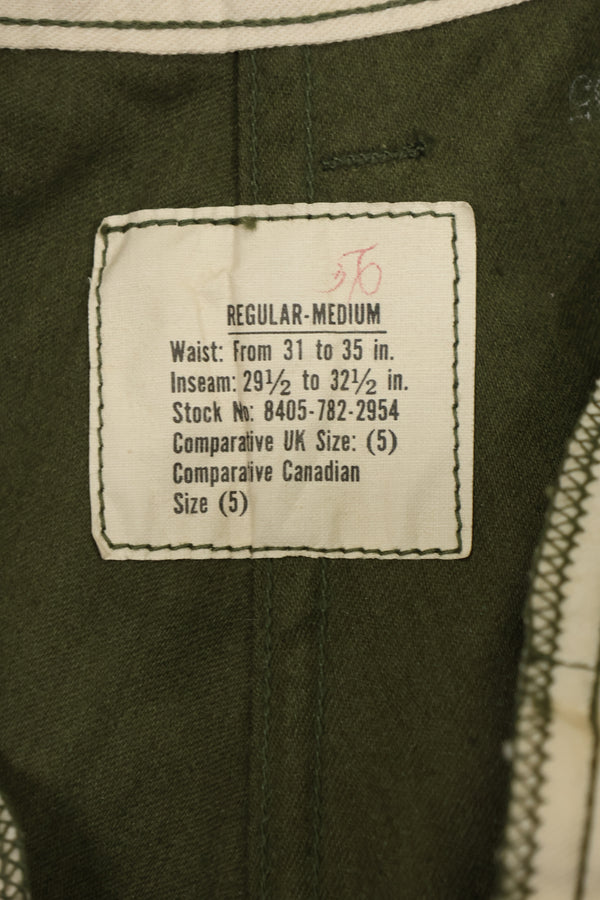 56
REGULAR-MEDIUM
Waist: From 31 to 35 in.
Inseam: 29½ to 32½ in.
Stock No: 8405-782-2954
Comparative UK Size: (5)
Comparative Canadian
Size (5)